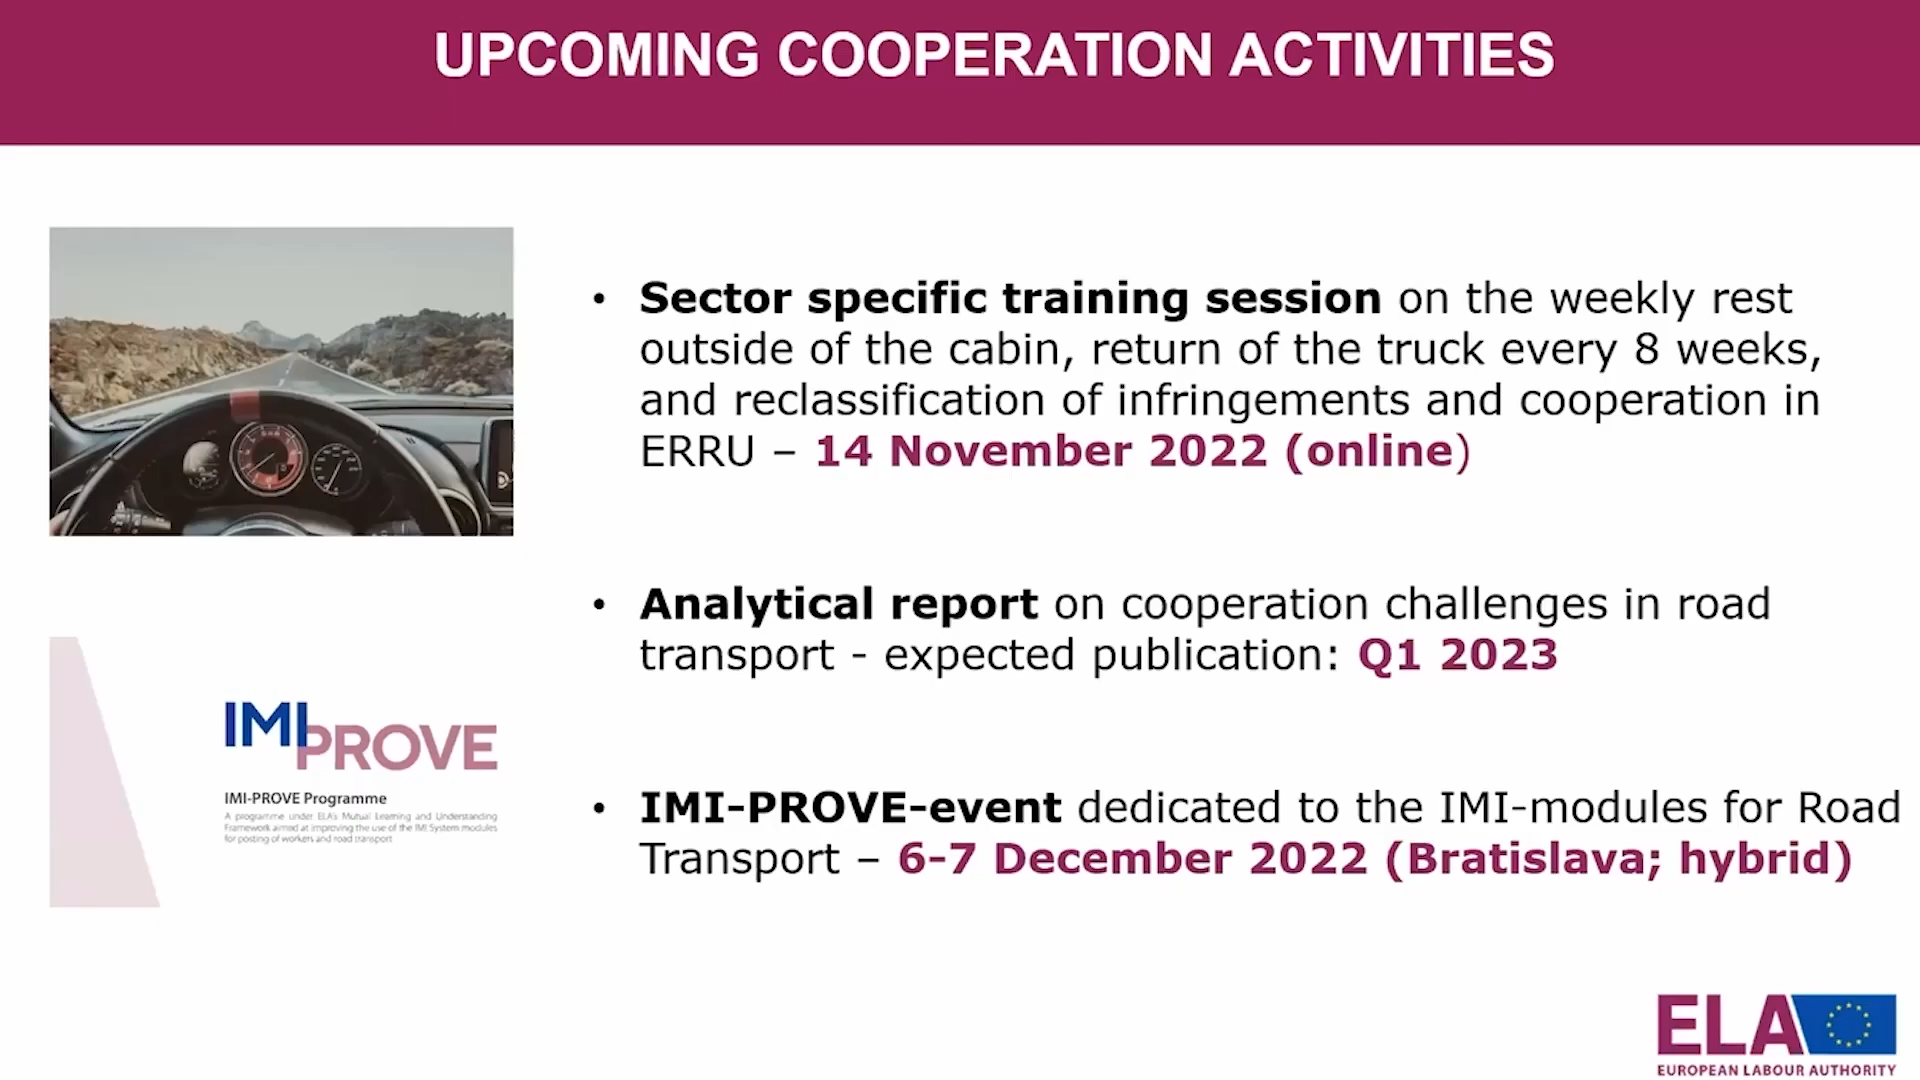 UPCOMING COOPERATION ACTIVITIES
• Sector specific training session on the weekly rest
outside of the cabin, return of the truck every 8 weeks,
and reclassification of infringements and cooperation in
ERRU – 14 November 2022 (online)
• Analytical report on cooperation challenges in road
transport - expected publication: Q1 2023
IMI
PROVE
IMI-PROVE Programme
A programme under ELA's Mutual Learning and Understanding
Framework aimed at improving the use of the IMI System modules
for posting of workers and road transport
• IMI-PROVE-event dedicated to the IMI-modules for Road
Transport – 6-7 December 2022 (Bratislava; hybrid)
ELA
EUROPEAN LABOUR AUTHORITY